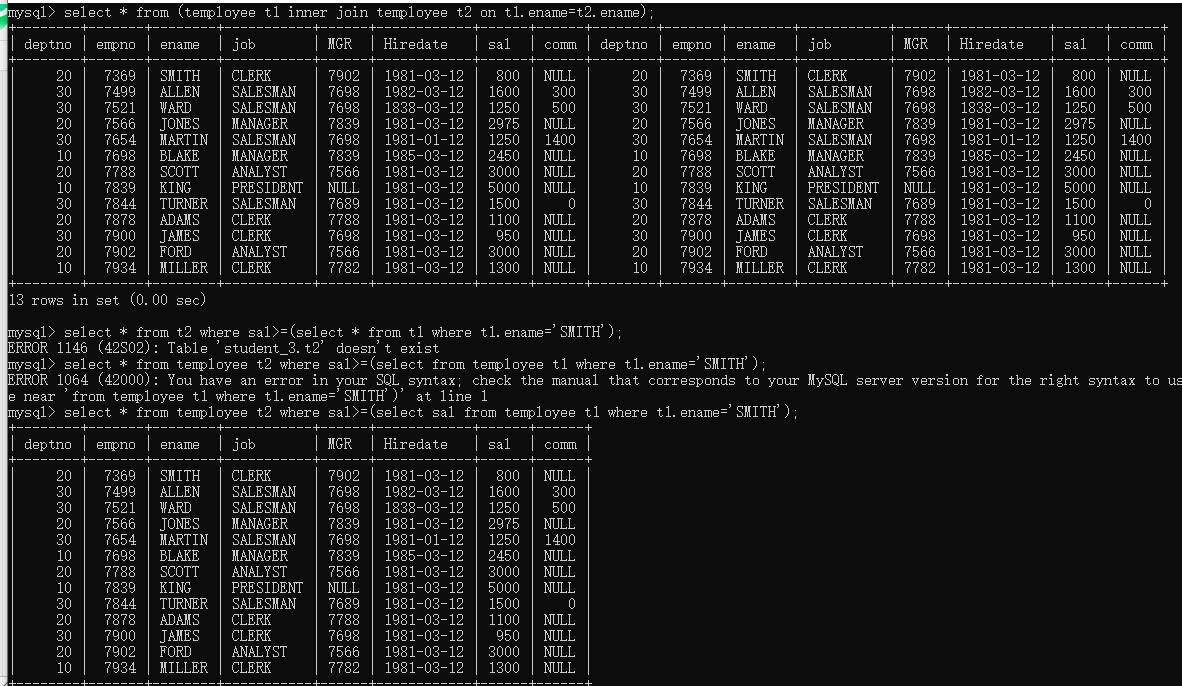 mysql> select * from (temployee t1 inner join temployee t2 on t1.ename=t2.ename);
+--------+-------+--------+-----------+------+------------+------+------+--------+-------+--------+-----------+------+------------+------+------+
| deptno | empno | ename | job | MGR | Hiredate | sal | comm | deptno | empno | ename | job | MGR | Hiredate | sal | comm |
+--------+-------+--------+-----------+------+------------+------+------+--------+-------+--------+-----------+------+------------+------+------+
| 20 | 7369 | SMITH | CLERK | 7902 | 1981-03-12 | 800 | NULL | 20 | 7369 | SMITH | CLERK | 7902 | 1981-03-12 | 800 | NULL |
| 30 | 7499 | ALLEN | SALESMAN | 7698 | 1982-03-12 | 1600 | 300 | 30 | 7499 | ALLEN | SALESMAN | 7698 | 1982-03-12 | 1600 | 300 |
| 30 | 7521 | WARD | SALESMAN | 7698 | 1838-03-12 | 1250 | 500 | 30 | 7521 | WARD | SALESMAN | 7698 | 1838-03-12 | 1250 | 500 |
| 20 | 7566 | JONES | MANAGER | 7839 | 1981-03-12 | 2975 | NULL | 20 | 7566 | JONES | MANAGER | 7839 | 1981-03-12 | 2975 | NULL |
| 30 | 7654 | MARTIN | SALESMAN | 7698 | 1981-01-12 | 1250 | 1400 | 30 | 7654 | MARTIN | SALESMAN | 7698 | 1981-01-12 | 1250 | 1400 |
| 10 | 7698 | BLAKE | MANAGER | 7839 | 1985-03-12 | 2450 | NULL | 10 | 7698 | BLAKE | MANAGER | 7839 | 1985-03-12 | 2450 | NULL |
| 20 | 7788 | SCOTT | ANALYST | 7566 | 1981-03-12 | 3000 | NULL | 20 | 7788 | SCOTT | ANALYST | 7566 | 1981-03-12 | 3000 | NULL |
| 10 | 7839 | KING | PRESIDENT | NULL | 1981-03-12 | 5000 | NULL | 10 | 7839 | KING | PRESIDENT | NULL | 1981-03-12 | 5000 | NULL |
| 30 | 7844 | TURNER | SALESMAN | 7689 | 1981-03-12 | 1500 | 0 | 30 | 7844 | TURNER | SALESMAN | 7689 | 1981-03-12 | 1500 | 0 |
| 20 | 7878 | ADAMS | CLERK | 7788 | 1981-03-12 | 1100 | NULL | 20 | 7878 | ADAMS | CLERK | 7788 | 1981-03-12 | 1100 | NULL |
| 30 | 7900 | JAMES | CLERK | 7698 | 1981-03-12 | 950 | NULL | 30 | 7900 | JAMES | CLERK | 7698 | 1981-03-12 | 950 | NULL |
| 20 | 7902 | FORD | ANALYST | 7566 | 1981-03-12 | 3000 | NULL | 20 | 7902 | FORD | ANALYST | 7566 | 1981-03-12 | 3000 | NULL |
| 10 | 7934 | MILLER | CLERK | 7782 | 1981-03-12 | 1300 | NULL | 10 | 7934 | MILLER | CLERK | 7782 | 1981-03-12 | 1300 | NULL |
+--------+-------+--------+-----------+------+------------+------+------+--------+-------+--------+-----------+------+------------+------+------+
13 rows in set (0.00 sec)
mysql> select * from t2 where sal>=(select * from t1 where t1.ename='SMITH');
ERROR 1146 (42S02): Table 'student_3.t2' doesn't exist
mysql> select * from temployee t2 where sal>=(select from temployee t1 where t1.ename='SMITH');
ERROR 1064 (42000): You have an error in your SQL syntax; check the manual that corresponds to your MySQL server version for the right syntax to us
e near 'from temployee t1 where t1.ename='SMITH')' at line 1
mysql> select * from temployee t2 where sal>=(select sal from temployee t1 where t1.ename='SMITH');
+--------+-------+--------+-----------+------+------------+------+------+
| deptno | empno | ename | job | MGR | Hiredate | sal | comm |
+--------+-------+--------+-----------+------+------------+------+------+
| 20 | 7369 | SMITH | CLERK | 7902 | 1981-03-12 | 800 | NULL |
| 30 | 7499 | ALLEN | SALESMAN | 7698 | 1982-03-12 | 1600 | 300 |
| 30 | 7521 | WARD | SALESMAN | 7698 | 1838-03-12 | 1250 | 500 |
| 20 | 7566 | JONES | MANAGER | 7839 | 1981-03-12 | 2975 | NULL |
| 30 | 7654 | MARTIN | SALESMAN | 7698 | 1981-01-12 | 1250 | 1400 |
| 10 | 7698 | BLAKE | MANAGER | 7839 | 1985-03-12 | 2450 | NULL |
| 20 | 7788 | SCOTT | ANALYST | 7566 | 1981-03-12 | 3000 | NULL |
| 10 | 7839 | KING | PRESIDENT | NULL | 1981-03-12 | 5000 | NULL |
| 30 | 7844 | TURNER | SALESMAN | 7689 | 1981-03-12 | 1500 | 0 |
| 20 | 7878 | ADAMS | CLERK | 7788 | 1981-03-12 | 1100 | NULL |
| 30 | 7900 | JAMES | CLERK | 7698 | 1981-03-12 | 950 | NULL |
| 20 | 7902 | FORD | ANALYST | 7566 | 1981-03-12 | 3000 | NULL |
| 10 | 7934 | MILLER | CLERK | 7782 | 1981-03-12 | 1300 | NULL |
+--------+-------+--------+-----------+------+------------+------+------+